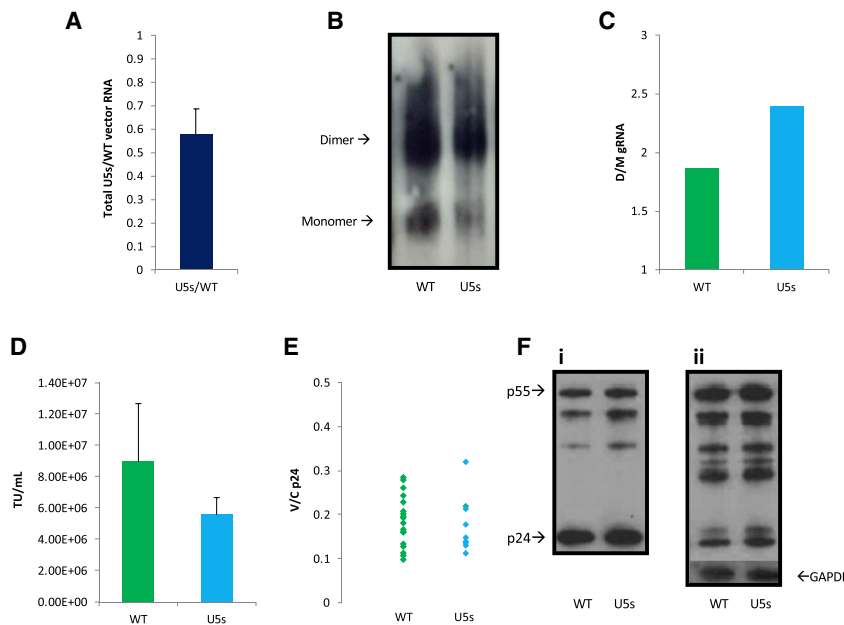 A
Total U5s/WT vector RNA
1
0.9
0.8
0.7
0.6
0.5
0.4
0.3
0.2
0.1
0
U5s/WT
B
Dimer →
Monomer →
WT U5s
C
D/M gRNA
3
2.5
2
1.5
1
WT U5s
D
TU/mL
1.40E+07
1.20E+07
1.00E+07
8.00E+06
6.00E+06
4.00E+06
2.00E+06
0.00E+00
WT U5s
E
V/C p24
0.5
0.4
0.3
0.2
0.1
0
WT U5s
F
i
p55→
p24→
WT U5s
ii
←GAPDI
WT U5s